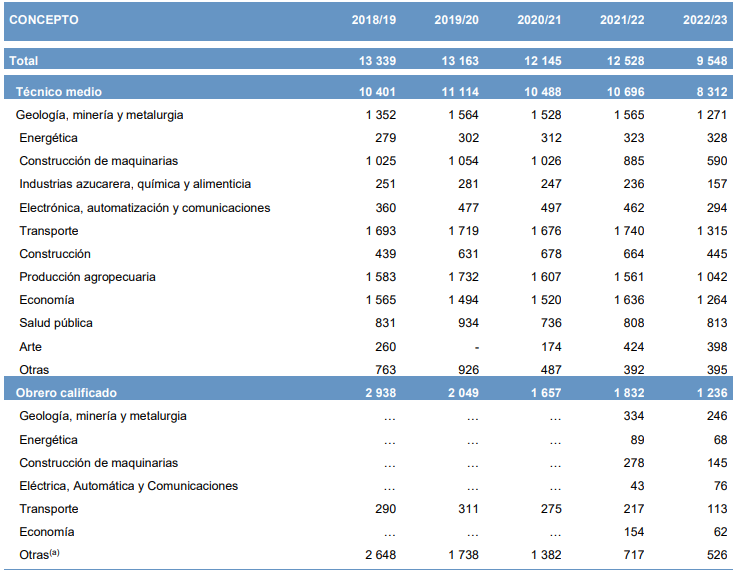 CONCEPTO 2018/19 2019/20 2020/21 2021/22 2022/23
Total 13 339 13 163 12 145 12 528 9 548
Técnico medio 10 401 11 114 10 488 10 696 8 312
Geología, minería y metalurgia 1 352 1 564 1 528 1 565 1 271
Energética 279 302 312 323 328
Construcción de maquinarias 1 025 1 054 1 026 885 590
Industrias azucarera, química y alimenticia 251 281 247 236 157
Electrónica, automatización y comunicaciones 360 477 497 462 294
Transporte 1 693 1 719 1 676 1 740 1 315
Construcción 439 631 678 664 445
Producción agropecuaria 1 583 1 732 1 607 1 561 1 042
Economía 1 565 1 494 1 520 1 636 1 264
Salud pública 831 934 736 808 813
Arte 260 - 174 424 398
Otras 763 926 487 392 395
Obrero calificado 2 938 2 049 1 657 1 832 1 236
Geología, minería y metalurgia … … … 334 246
Energética … … … 89 68
Construcción de maquinarias … … … 278 145
Eléctrica, Automática y Comunicaciones … … … 43 76
Transporte 290 311 275 217 113
Economía … … … 154 62
Otras(a) 2 648 1 738 1 382 717 526